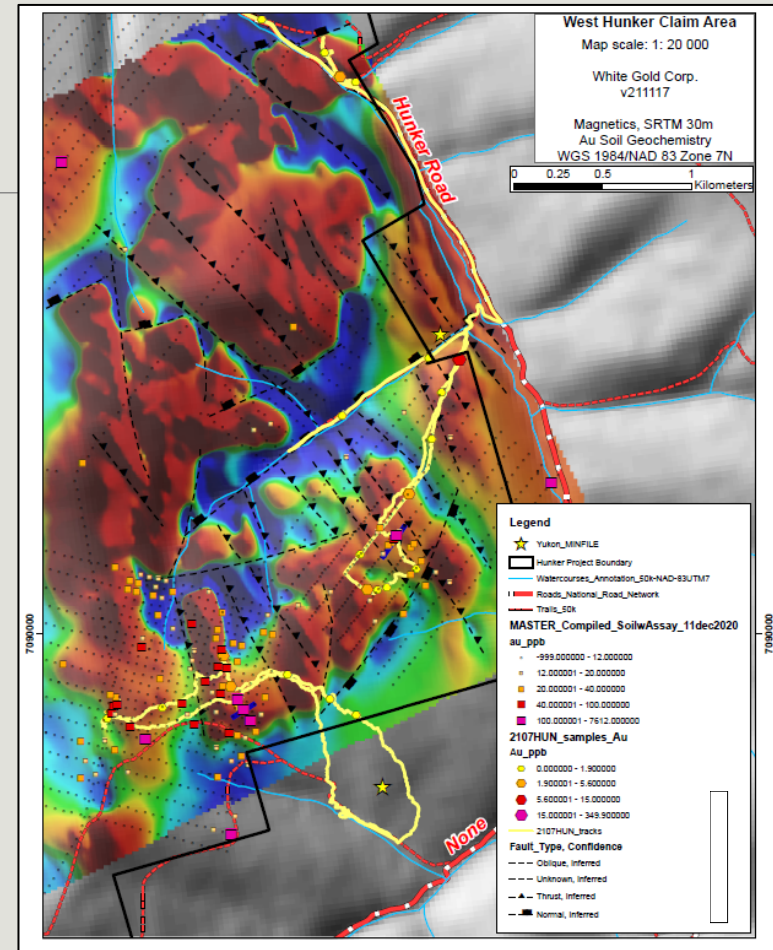 West Hunker Claim Area
Map scale: 1: 20 000
White Gold Corp.
v211117
Magnetics, SRTM 30m
Au Soil Geochemistry
WGS 1984/NAD 83 Zone 7N
0 0.25 0.5 1
Kilometers
Hunker Road
7090000
7090000
None
Legend
Yukon_MINFILE
Hunker Project Boundary
Watercourses_Annotation_50k-NAD-83UTM7
Roads_National_Road_Network
Trails_50k
MASTER_Compiled_SoilwAssay_11dec2020
au_ppb
-999.000000 - 12.000000
12.000001 - 20.000000
20.000001 - 40.000000
40.000001 - 100.000000
100.000001 - 7612.000000
2107HUN_samples_Au
Au_ppb
0.000000 - 1.900000
1.900001 - 5.600000
5.600001 - 15.000000
15.000001 - 349.900000
2107HUN_tracks
Fault_Type, Confidence
Oblique, Inferred
Unknown, Inferred
Thrust, Inferred
Normal, Inferred